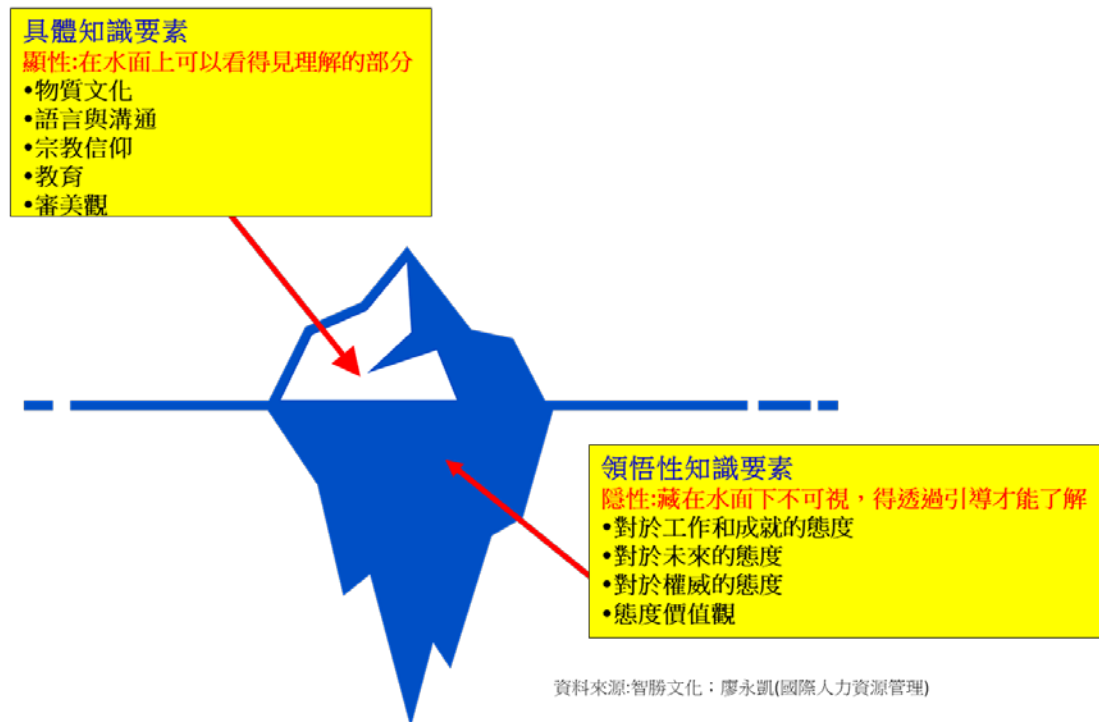 具體知識要素
顯性:在水面上可以看得見理解的部分
•物質文化
•語言與溝通
•宗教信仰
•教育
•審美觀
領悟性知識要素
隱性:藏在水面下不可視，得透過引導才能了解
•對於工作和成就的態度
•對於未來的態度
•對於權威的態度
•態度價值觀
資料來源:智勝文化；廖永凱(國際人力資源管理)